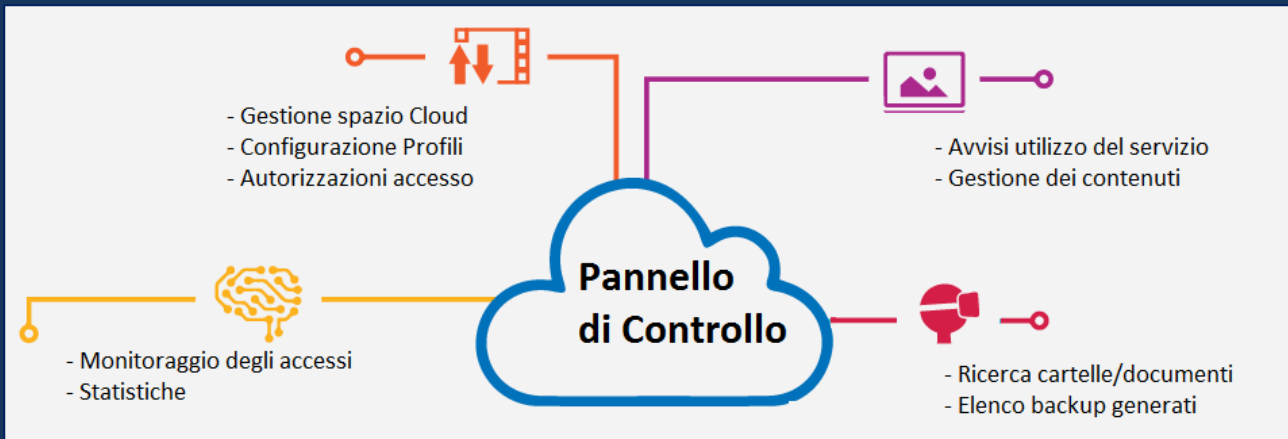 - Gestione spazio Cloud
- Configurazione Profili
- Autorizzazioni accesso
- Avvisi utilizzo del servizio
- Gestione dei contenuti
Pannello
di Controllo
- Monitoraggio degli accessi
- Statistiche
- Ricerca cartelle/documenti
- Elenco backup generati